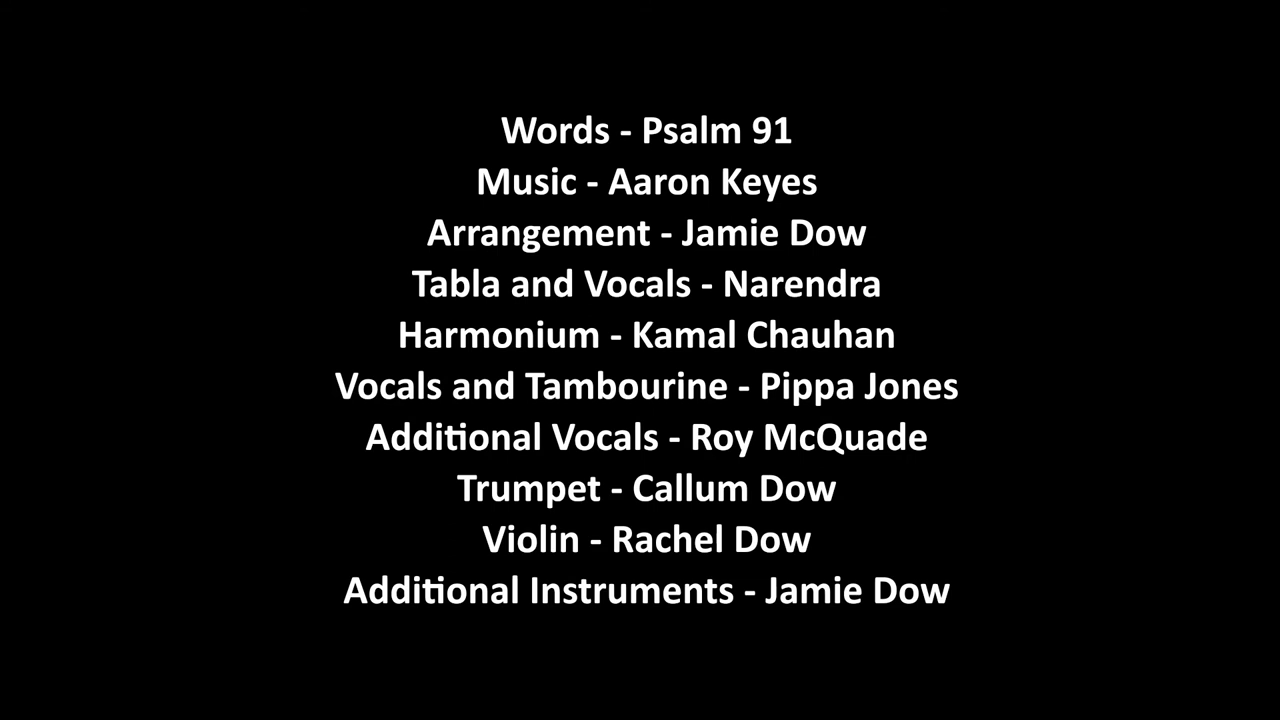 Words - Psalm 91
Music - Aaron Keyes
Arrangement - Jamie Dow
Tabla and Vocals - Narendra
Harmonium - Kamal Chauhan
Vocals and Tambourine - Pippa Jones
Additional Vocals - Roy McQuade
Trumpet - Callum Dow
Violin - Rachel Dow
Additional Instruments - Jamie Dow